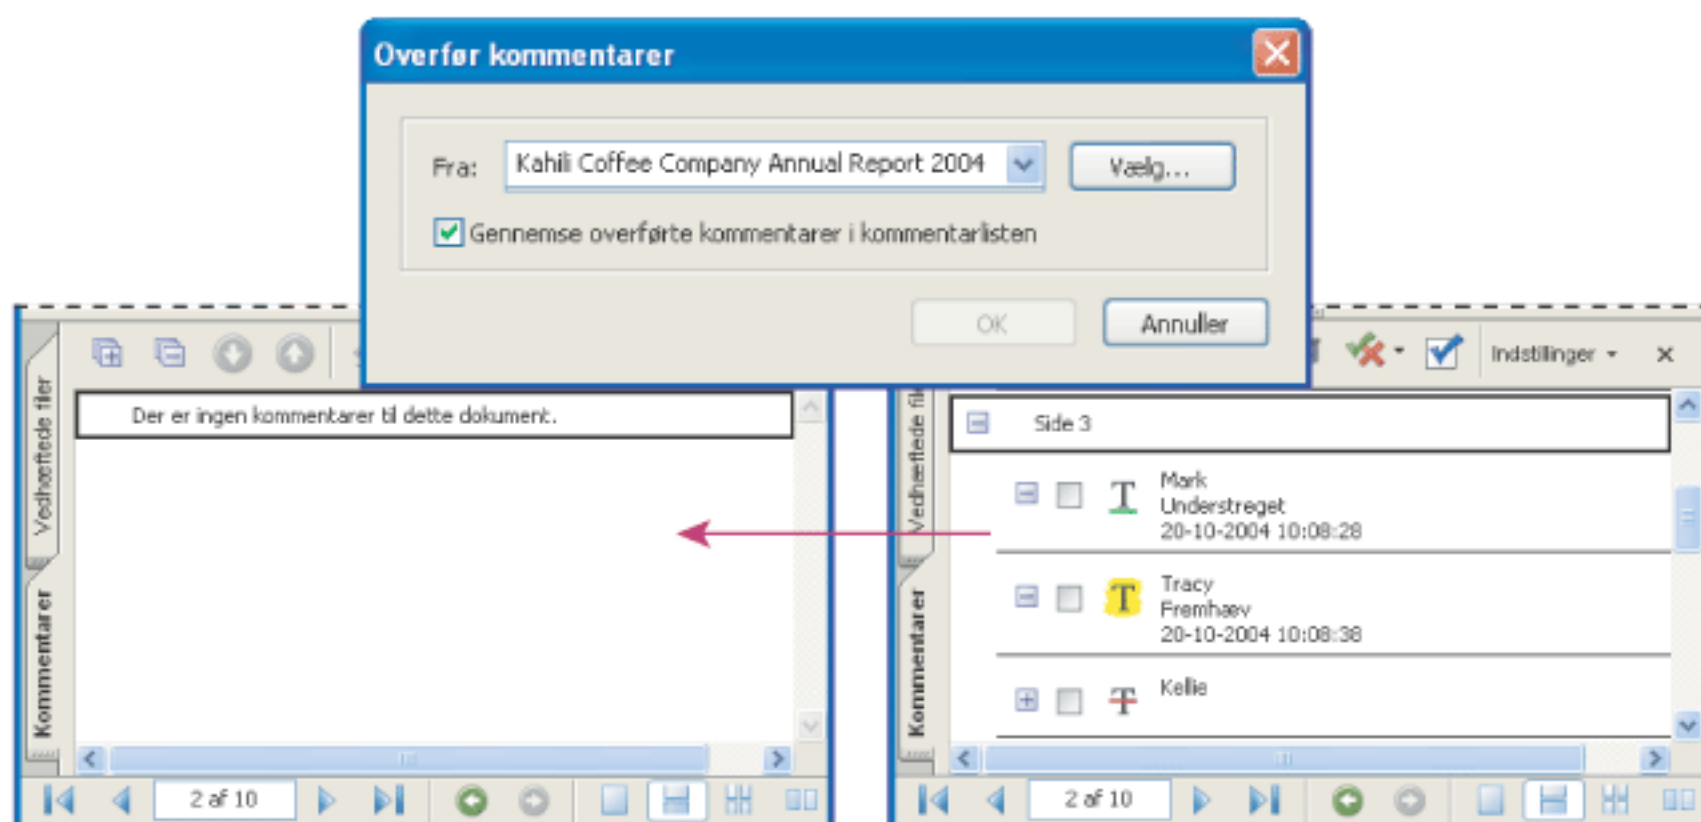 Overfør kommentarer
Fra: Kahili Coffee Company Annual Report 2004 Vælg...
Gennemse overførte kommentarer i kommentarlisten
OK Annuller
Vedhæftede filer
Kommentarer
Der er ingen kommentarer til dette dokument.
2 af 10
Indstillinger
Vedhæftede
Kommentarer
Side 3
Mark
Understreget
20-10-2004 10:08:28
Tracy
Fremhæv
20-10-2004 10:08:38
Kellie
2 af 10